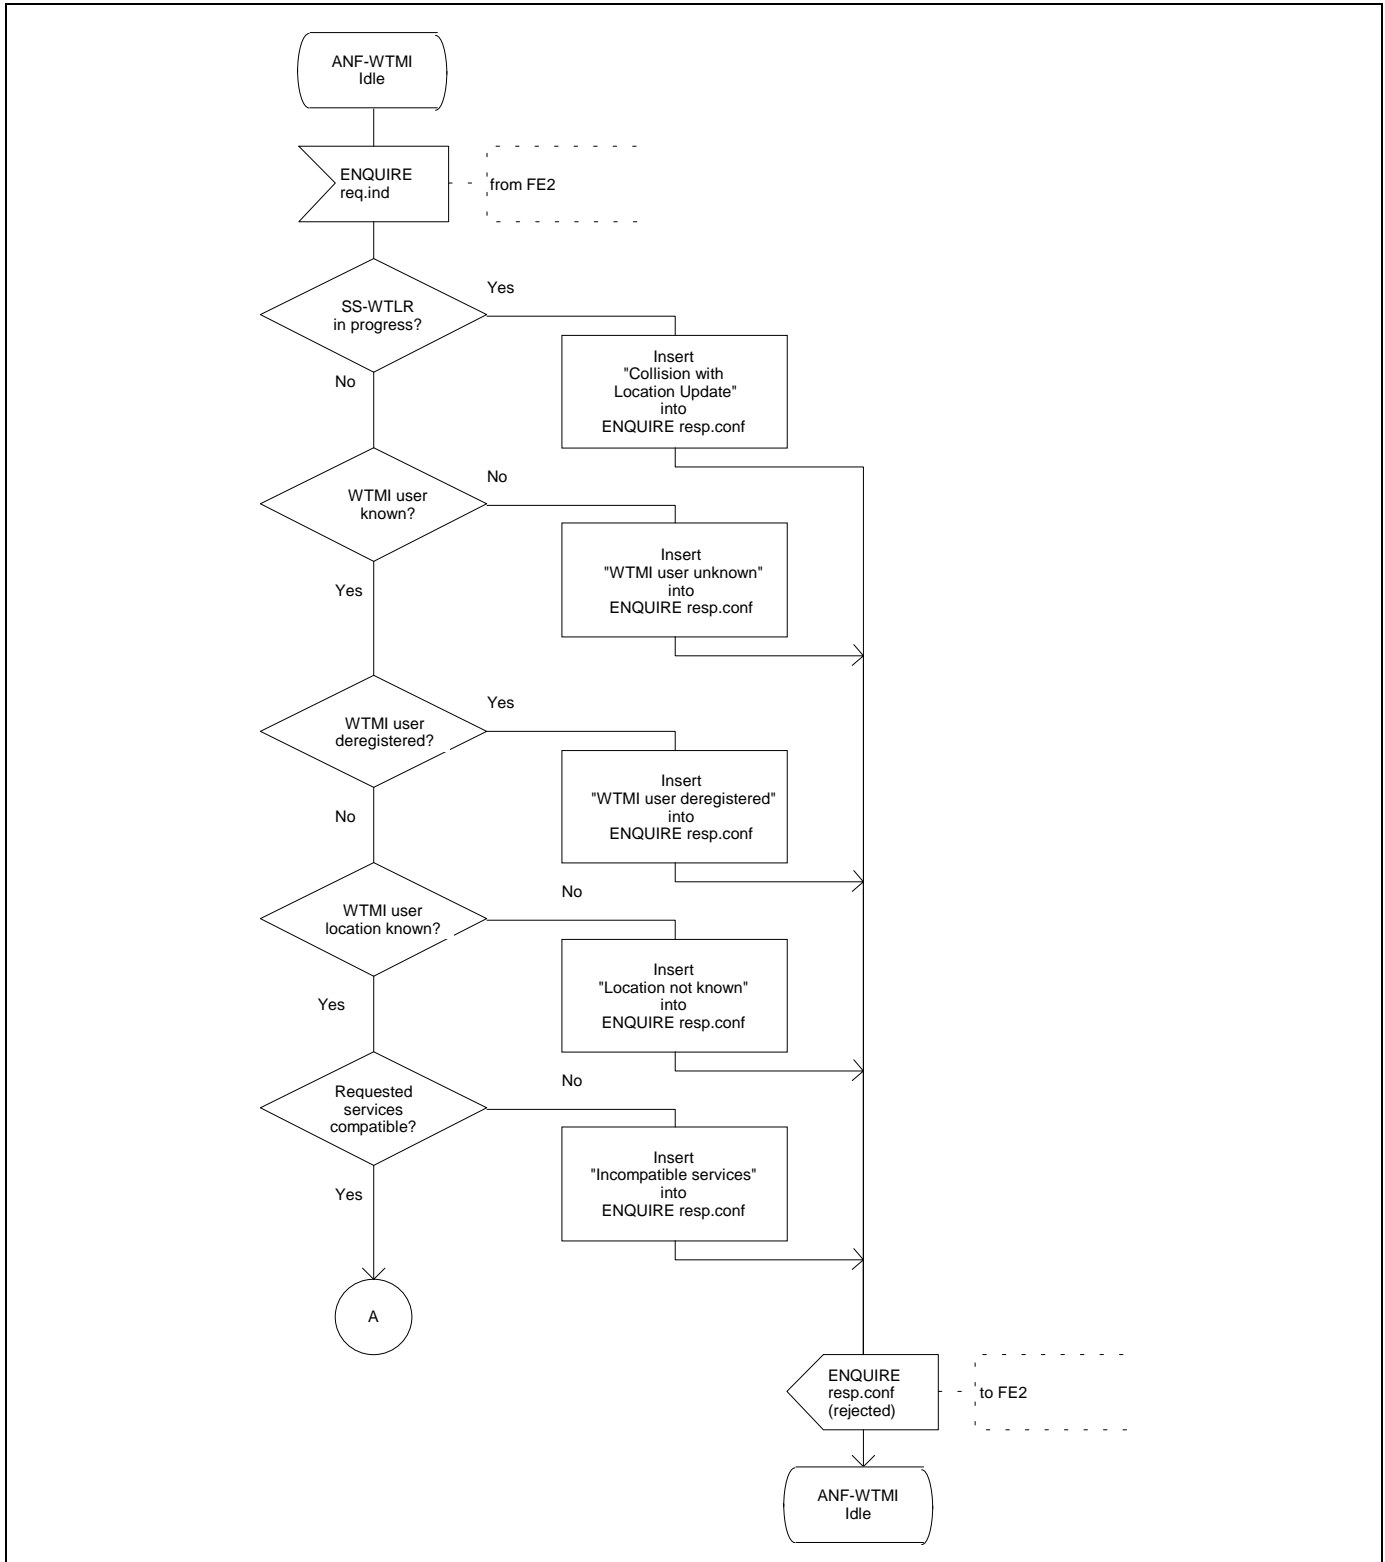 ANF-WTMI
Idle
ENQUIRE
req.ind
from FE2
SS-WTLR
in progress?
Yes
No
Insert
"Collision with
Location Update"
into
ENQUIRE resp.conf
WTMI user
known?
No
Yes
Insert
"WTMI user unknown"
into
ENQUIRE resp.conf
WTMI user
deregistered?
Yes
No
Insert
"WTMI user deregistered"
into
ENQUIRE resp.conf
WTMI user
location known?
No
Yes
Insert
"Location not known"
into
ENQUIRE resp.conf
Requested
services
compatible?
No
Yes
Insert
"Incompatible services"
into
ENQUIRE resp.conf
A
ENQUIRE
resp.conf
(rejected)
to FE2
ANF-WTMI
Idle